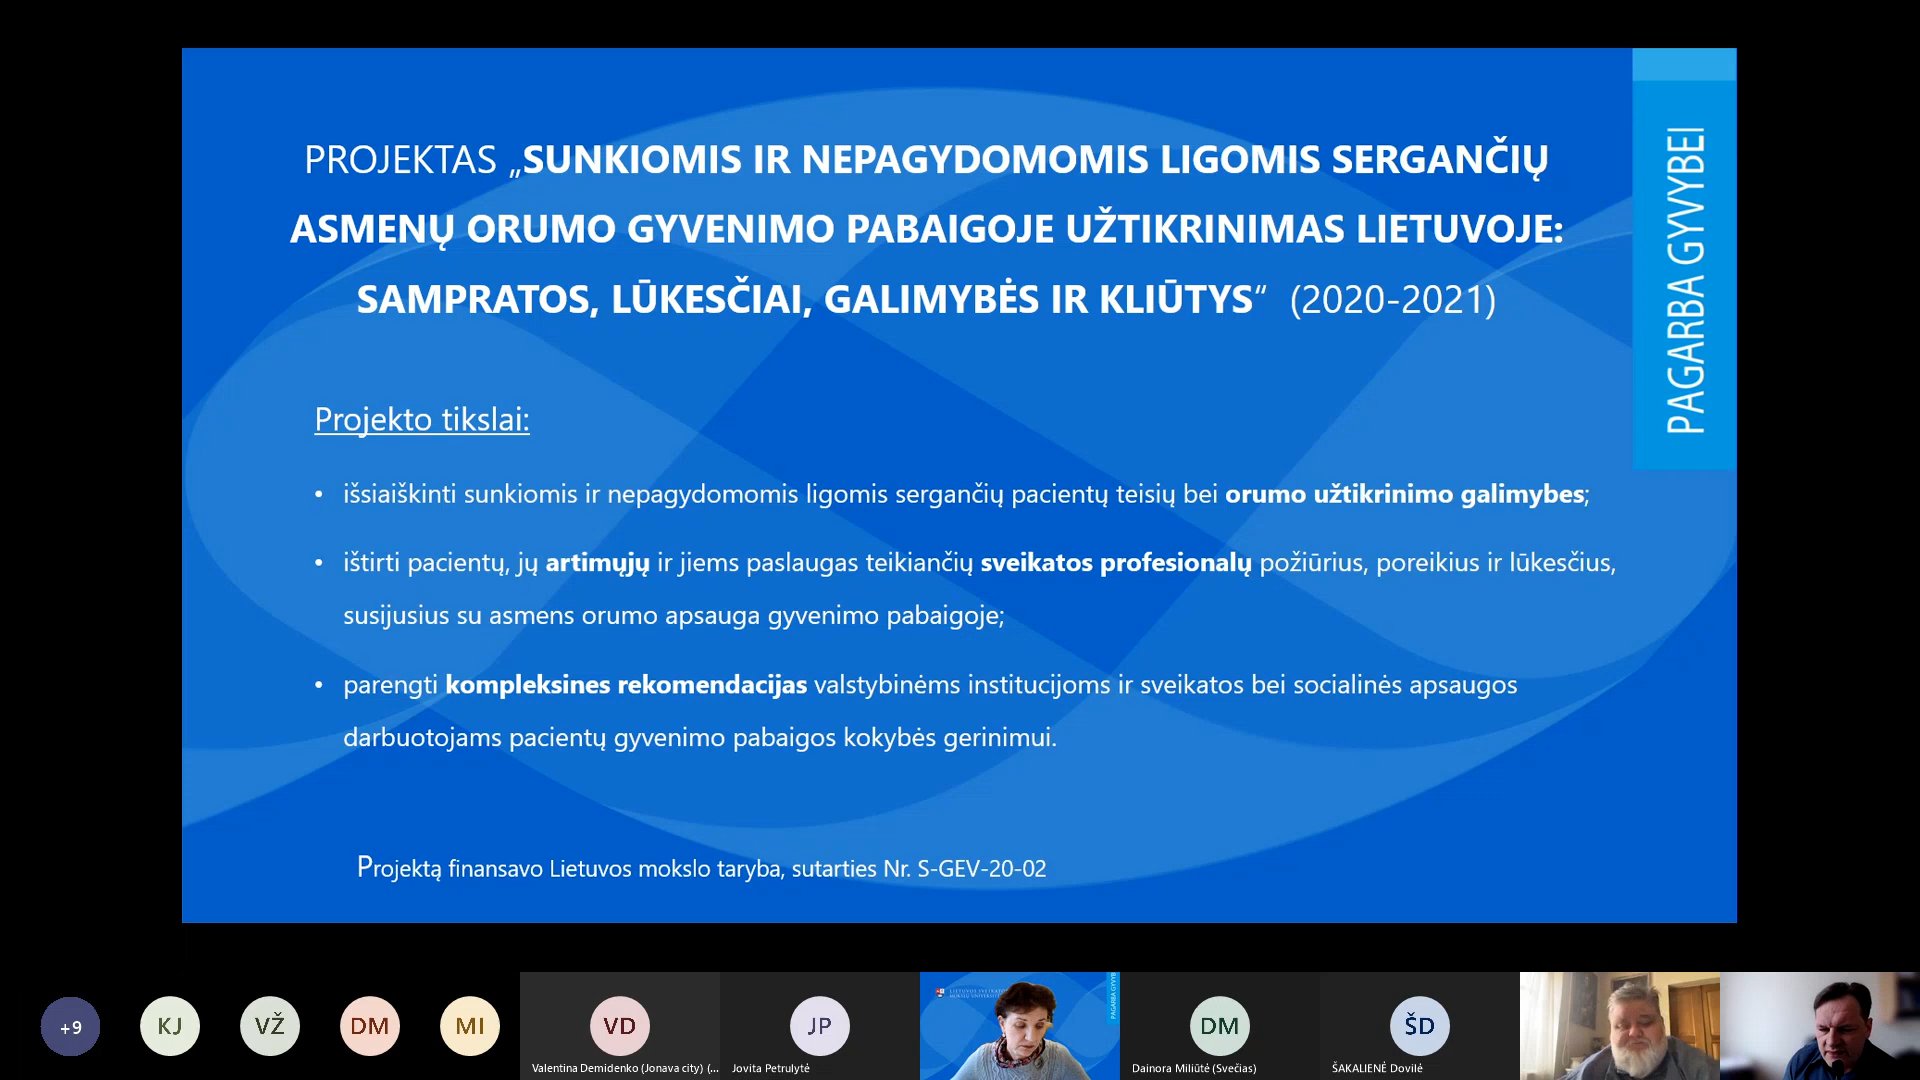 PROJEKTAS „SUNKIOMIS IR NEPAGYDOMOMIS LIGOMIS SERGANČIŲ
ASMENŲ ORUMO GYVENIMO PABAIGOJE UŽTIKRINIMAS LIETUVOJE:
SAMPRATOS, LŪKESČIAI, GALIMYBĖS IR KLIŪTYS“ (2020-2021)
PAGARBA GYVYBEI
Projekto tikslai:
• išsiaiškinti sunkiomis ir nepagydomomis ligomis sergančių pacientų teisių bei orumo užtikrinimo galimybes;
• ištirti pacientų, jų artimųjų ir jiems paslaugas teikiančių sveikatos profesionalų požiūrius, poreikius ir lūkesčius,
susijusius su asmens orumo apsauga gyvenimo pabaigoje;
• parengti kompleksines rekomendacijas valstybinėms institucijoms ir sveikatos bei socialinės apsaugos
darbuotojams pacientų gyvenimo pabaigos kokybės gerinimui.
Projektą finansavo Lietuvos mokslo taryba, sutarties Nr. S-GEV-20-02
+9
KJ
VŽ
DM
MI
VD
Valentina Demidenko (Jonava city) (...
JP
Jovita Petrulytė
DM
Dainora Miliūtė (Svečias)
ŠD
ŠAKALIENĖ Dovilė